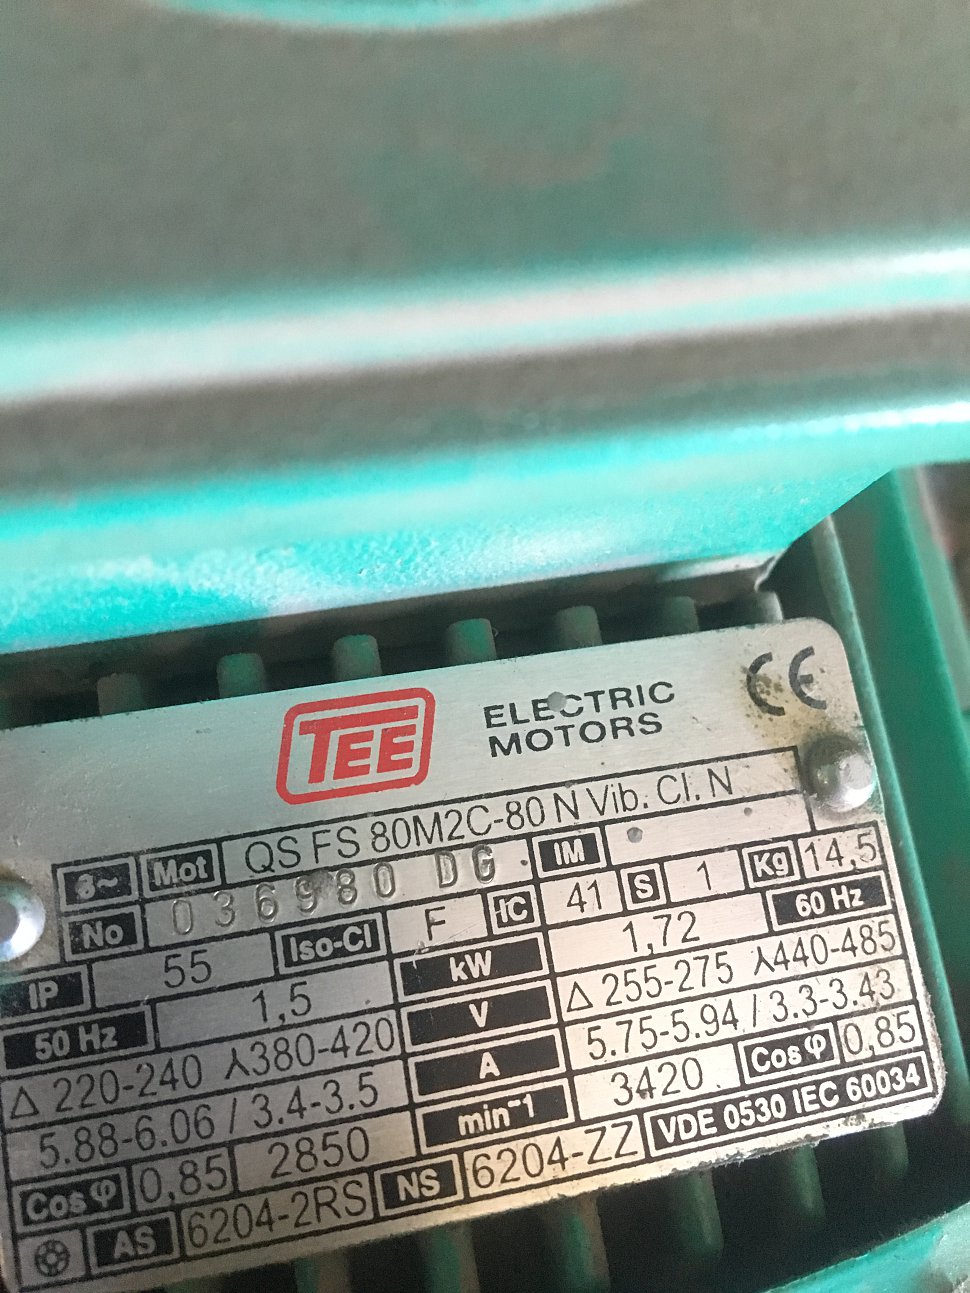 TEE ELECTRIC MOTORS CE
3~ Mot QS FS 80M2C-80 N Vib. Cl. N
No 036980 DG IM
IP 55 Iso-Cl F IC 41 S 1 Kg 14,5
50 Hz 1,5 kW 1,72 60 Hz
Δ 220-240 ⅄380-420 V Δ 255-275 ⅄440-485
5.88-6.06 / 3.4-3.5 A 5.75-5.94 / 3.3-3.43
Cos φ 0,85 2850 min⁻¹ 3420 Cos φ 0,85
AS 6204-2RS NS 6204-ZZ VDE 0530 IEC 60034